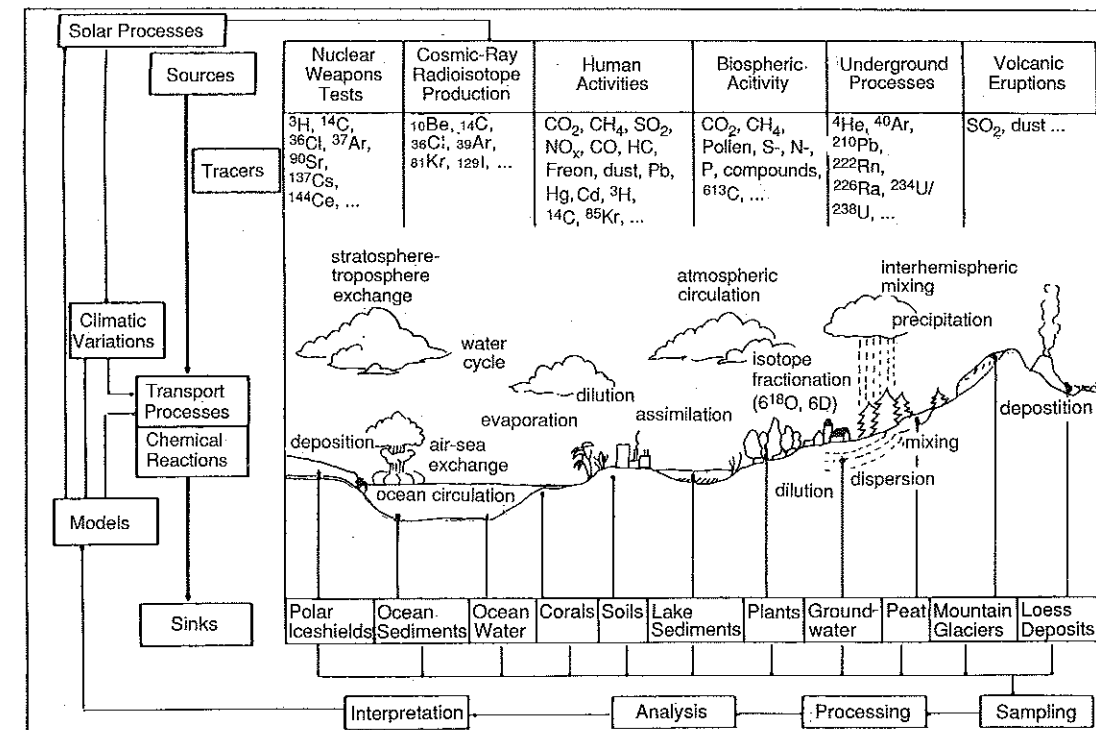 Solar Processes
Sources
Tracers
Climatic
Variations
Transport
Processes
Chemical
Reactions
Models
Sinks
Nuclear
Weapons
Tests
³H, ¹⁴C,
³⁶Cl, ³⁷Ar,
⁹⁰Sr,
¹³⁷Cs,
¹⁴⁴Ce, ...
Cosmic-Ray
Radioisotope
Production
₁₀Be, ₁₄C,
₃₆Cl, ₃₉Ar,
₈₁Kr, ₁₂₉I, ...
Human
Activities
CO₂, CH₄, SO₂,
NOₓ, CO, HC,
Freon, dust, Pb,
Hg, Cd, ³H,
¹⁴C, ⁸⁵Kr, ...
Biospheric
Acitivity
CO₂, CH₄,
Pollen, S-, N-,
P, compounds,
⁶¹³C, ...
Underground
Processes
⁴He, ⁴⁰Ar,
²¹⁰Pb,
²²²Rn,
²²⁶Ra, ²³⁴U/
²³⁸U, ...
Volcanic
Eruptions
SO₂, dust ...
stratosphere-
troposphere
exchange
water
cycle
atmospheric
circulation
interhemispheric
mixing
precipitation
dilution
evaporation
assimilation
isotope
fractionation
(6¹⁸O, 6D)
depostition
deposition
air-sea
exchange
ocean circulation
mixing
dilution
dispersion
Polar
Iceshields
Ocean
Sediments
Ocean
Water
Corals
Soils
Lake
Sediments
Plants
Ground-
water
Peat
Mountain
Glaciers
Loess
Deposits
Interpretation
Analysis
Processing
Sampling